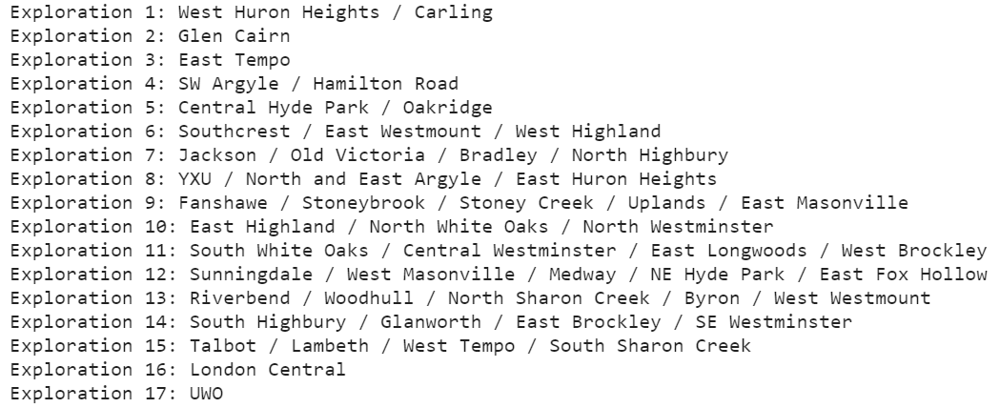 Exploration 1: West Huron Heights / Carling
Exploration 2: Glen Cairn
Exploration 3: East Tempo
Exploration 4: SW Argyle / Hamilton Road
Exploration 5: Central Hyde Park / Oakridge
Exploration 6: Southcrest / East Westmount / West Highland
Exploration 7: Jackson / Old Victoria / Bradley / North Highbury
Exploration 8: YXU / North and East Argyle / East Huron Heights
Exploration 9: Fanshawe / Stoneybrook / Stoney Creek / Uplands / East Masonville
Exploration 10: East Highland / North White Oaks / North Westminster
Exploration 11: South White Oaks / Central Westminster / East Longwoods / West Brockley
Exploration 12: Sunningdale / West Masonville / Medway / NE Hyde Park / East Fox Hollow
Exploration 13: Riverbend / Woodhull / North Sharon Creek / Byron / West Westmount
Exploration 14: South Highbury / Glanworth / East Brockley / SE Westminster
Exploration 15: Talbot / Lambeth / West Tempo / South Sharon Creek
Exploration 16: London Central
Exploration 17: UWO